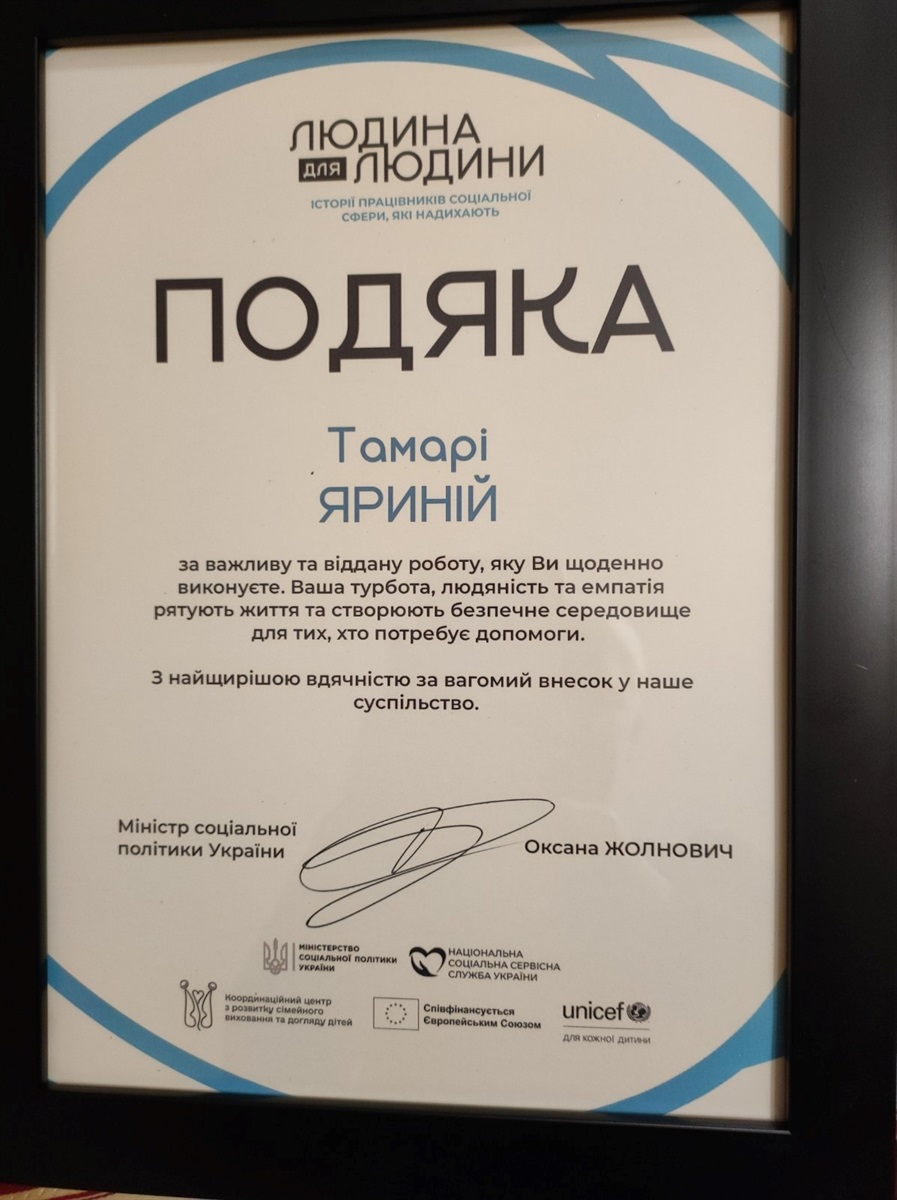 ЛЮДИНА
ДЛЯ ЛЮДИНИ
ІСТОРІЇ ПРАЦІВНИКІВ СОЦІАЛЬНОЇ
СФЕРИ, ЯКІ НАДИХАЮТЬ
ПОДЯКА
Тамарі
ЯРИНІЙ
за важливу та віддану роботу, яку Ви щоденно
виконуєте. Ваша турбота, людяність та емпатія
рятують життя та створюють безпечне середовище
для тих, хто потребує допомоги.
З найщирішою вдячністю за вагомий внесок у наше
суспільство.
Міністр соціальної
політики України
Оксана ЖОЛНОВИЧ
МІНІСТЕРСТВО
СОЦІАЛЬНОЇ ПОЛІТИКИ
УКРАЇНИ
НАЦІОНАЛЬНА
СОЦІАЛЬНА СЕРВІСНА
СЛУЖБА УКРАЇНИ
Координаційний центр
з розвитку сімейного
виховання та догляду дітей
Співфінансується
Європейським Союзом
unicef
для кожної дитини